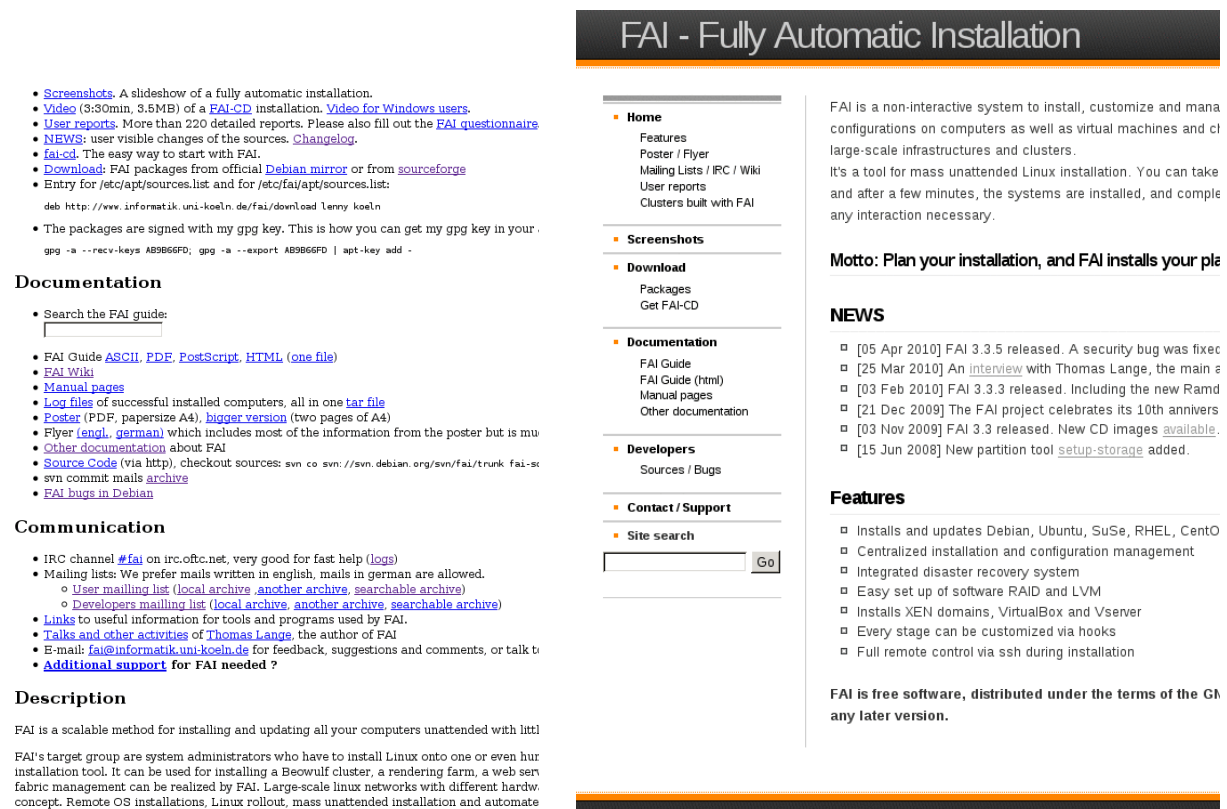 Screenshots. A slideshow of a fully automatic installation.
Video (3:30min, 3.5MB) of a FAI-CD installation. Video for Windows users.
User reports. More than 220 detailed reports. Please also fill out the FAI questionnaire.
NEWS: user visible changes of the sources. Changelog.
fai-cd. The easy way to start with FAI.
Download: FAI packages from official Debian mirror or from sourceforge
Entry for /etc/apt/sources.list and for /etc/fai/apt/sources.list:
deb http://www.informatik.uni-koeln.de/fai/download lenny koeln
The packages are signed with my gpg key. This is how you can get my gpg key in your
gpg -a --recv-keys AB9B66FD; gpg -a --export AB9B66FD | apt-key add -
Documentation
Search the FAI guide:
FAI Guide ASCII, PDF, PostScript, HTML (one file)
FAI Wiki
Manual pages
Log files of successful installed computers, all in one tar file
Poster (PDF, papersize A4), bigger version (two pages of A4)
Flyer (engl., german) which includes most of the information from the poster but is
Other documentation about FAI
Source Code (via http), checkout sources: svn co svn://svn.debian.org/svn/fai/trunk
svn commit mails archive
FAI bugs in Debian
Communication
IRC channel #fai on irc.oftc.net, very good for fast help (logs)
Mailing lists: We prefer mails written in english, mails in german are allowed.
User mailling list (local archive ,another archive, searchable archive)
Developers mailling list (local archive, another archive, searchable archive)
Links to useful information for tools and programs used by FAI.
Talks and other activities of Thomas Lange, the author of FAI
E-mail: fai@informatik.uni-koeln.de for feedback, suggestions and comments, or talk
Additional support for FAI needed ?
Description
FAI is a scalable method for installing and updating all your computers unattended with
FAI's target group are system administrators who have to install Linux onto one or even
installation tool. It can be used for installing a Beowulf cluster, a rendering farm, a web
fabric management can be realized by FAI. Large-scale linux networks with different
concept. Remote OS installations, Linux rollout, mass unattended installation and
FAI - Fully Automatic Installation
Home
Features
Poster / Flyer
Mailing Lists / IRC / Wiki
User reports
Clusters built with FAI
Screenshots
Download
Packages
Get FAI-CD
Documentation
FAI Guide
FAI Guide (html)
Manual pages
Other documentation
Developers
Sources / Bugs
Contact / Support
Site search
Go
FAI is a non-interactive system to install, customize and
configurations on computers as well as virtual machines and
large-scale infrastructures and clusters.
It's a tool for mass unattended Linux installation. You can take
and after a few minutes, the systems are installed, and
any interaction necessary.
Motto: Plan your installation, and FAI installs your
NEWS
[05 Apr 2010] FAI 3.3.5 released. A security bug was fixed
[25 Mar 2010] An interview with Thomas Lange, the main
[03 Feb 2010] FAI 3.3.3 released. Including the new
[21 Dec 2009] The FAI project celebrates its 10th
[03 Nov 2009] FAI 3.3 released. New CD images available.
[15 Jun 2008] New partition tool setup-storage added.
Features
Installs and updates Debian, Ubuntu, SuSe, RHEL,
Centralized installation and configuration management
Integrated disaster recovery system
Easy set up of software RAID and LVM
Installs XEN domains, VirtualBox and Vserver
Every stage can be customized via hooks
Full remote control via ssh during installation
FAI is free software, distributed under the terms of the
any later version.